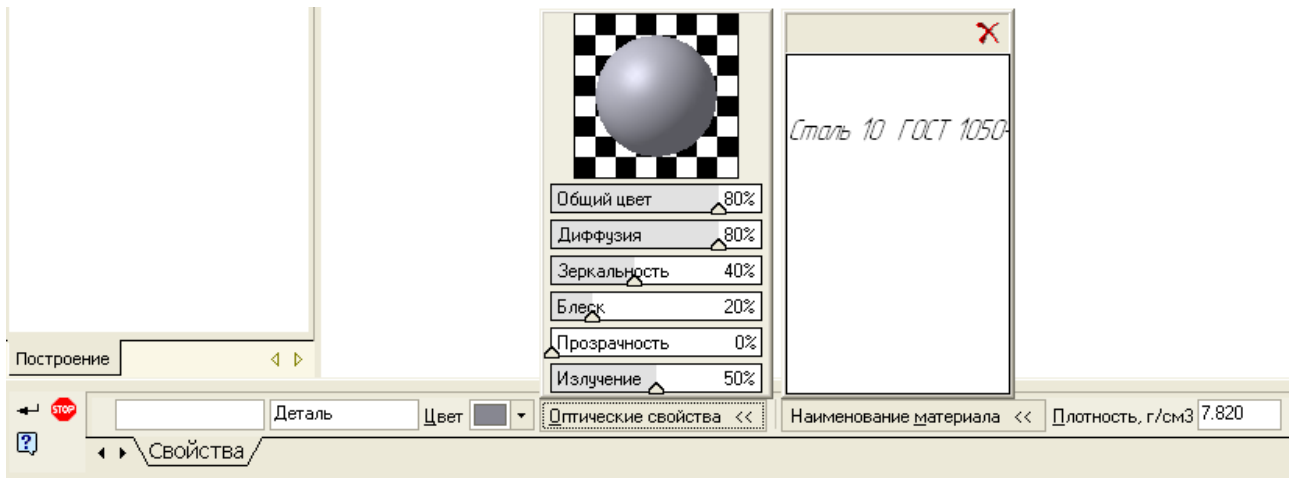 Сталь 10 ГОСТ 1050-
Общий цвет 80%
Диффузия 80%
Зеркальность 40%
Блеск 20%
Прозрачность 0%
Излучение 50%
Построение
STOP
Деталь Цвет Оптические свойства << Наименование материала << Плотность, г/см3 7.820
?
Свойства